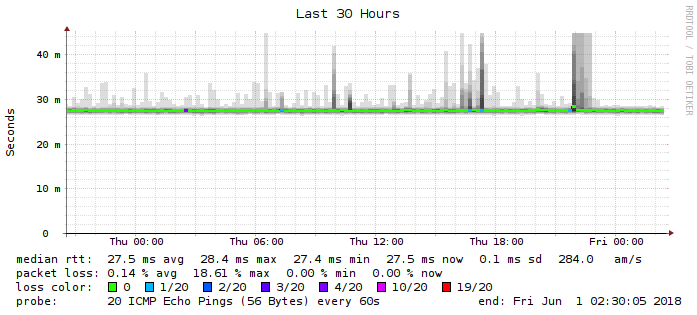 Last 30 Hours
RRDTOOL / TOBI OETIKER
Seconds
40 m
30 m
20 m
10 m
0
Thu 00:00 Thu 06:00 Thu 12:00 Thu 18:00 Fri 00:00
median rtt: 27.5 ms avg 28.4 ms max 27.4 ms min 27.5 ms now 0.1 ms sd 284.0 am/s
packet loss: 0.14 % avg 18.61 % max 0.00 % min 0.00 % now
loss color: 0 1/20 2/20 3/20 4/20 10/20 19/20
probe: 20 ICMP Echo Pings (56 Bytes) every 60s end: Fri Jun 1 02:30:05 2018